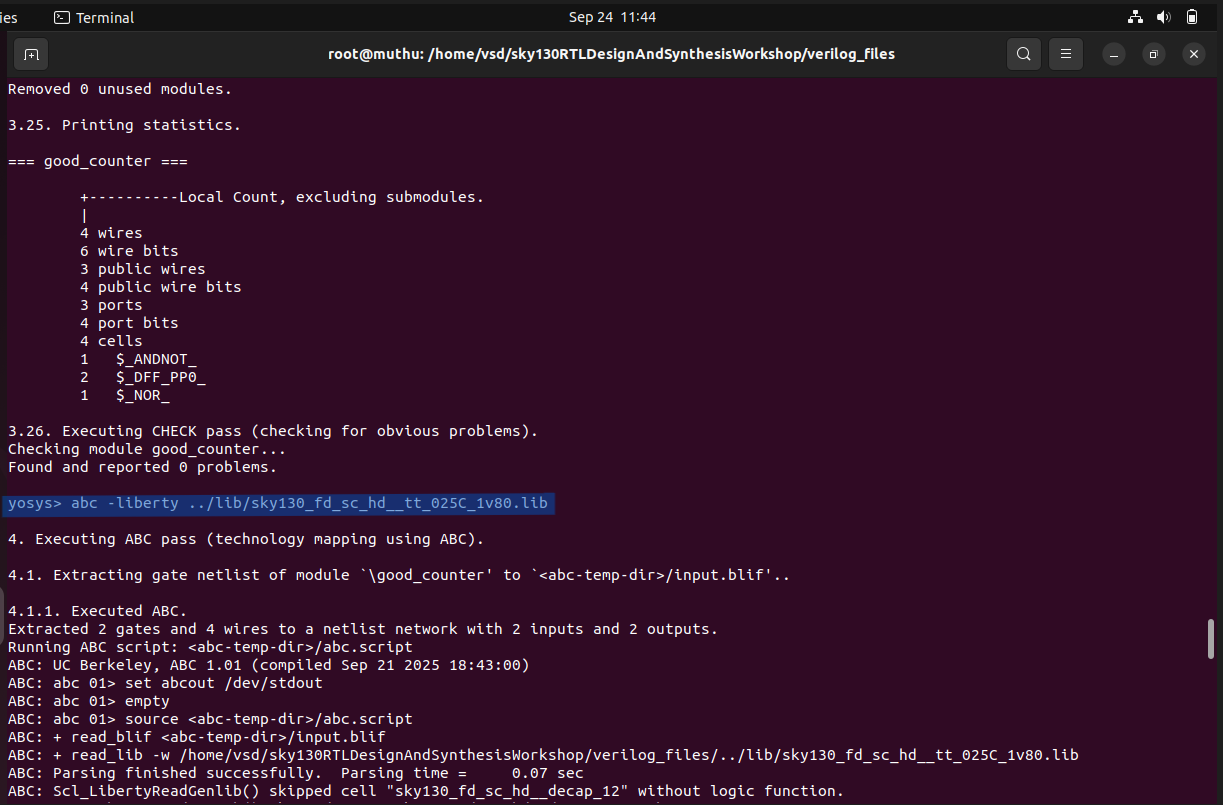 ies Terminal Sep 24 11:44
root@muthu: /home/vsd/sky130RTLDesignAndSynthesisWorkshop/verilog_files
Removed 0 unused modules.
3.25. Printing statistics.
=== good_counter ===
+----------Local Count, excluding submodules.
|
4 wires
6 wire bits
3 public wires
4 public wire bits
3 ports
4 port bits
4 cells
1   $_ANDNOT_
2   $_DFF_PP0_
1   $_NOR_
3.26. Executing CHECK pass (checking for obvious problems).
Checking module good_counter...
Found and reported 0 problems.
yosys> abc -liberty ../lib/sky130_fd_sc_hd__tt_025C_1v80.lib
4. Executing ABC pass (technology mapping using ABC).
4.1. Extracting gate netlist of module `\good_counter' to `<abc-temp-dir>/input.blif'..
4.1.1. Executed ABC.
Extracted 2 gates and 4 wires to a netlist network with 2 inputs and 2 outputs.
Running ABC script: <abc-temp-dir>/abc.script
ABC: UC Berkeley, ABC 1.01 (compiled Sep 21 2025 18:43:00)
ABC: abc 01> set abcout /dev/stdout
ABC: abc 01> empty
ABC: abc 01> source <abc-temp-dir>/abc.script
ABC: + read_blif <abc-temp-dir>/input.blif
ABC: + read_lib -w /home/vsd/sky130RTLDesignAndSynthesisWorkshop/verilog_files/../lib/sky130_fd_sc_hd__tt_025C_1v80.lib
ABC: Parsing finished successfully.  Parsing time =     0.07 sec
ABC: Scl_LibertyReadGenlib() skipped cell "sky130_fd_sc_hd__decap_12" without logic function.